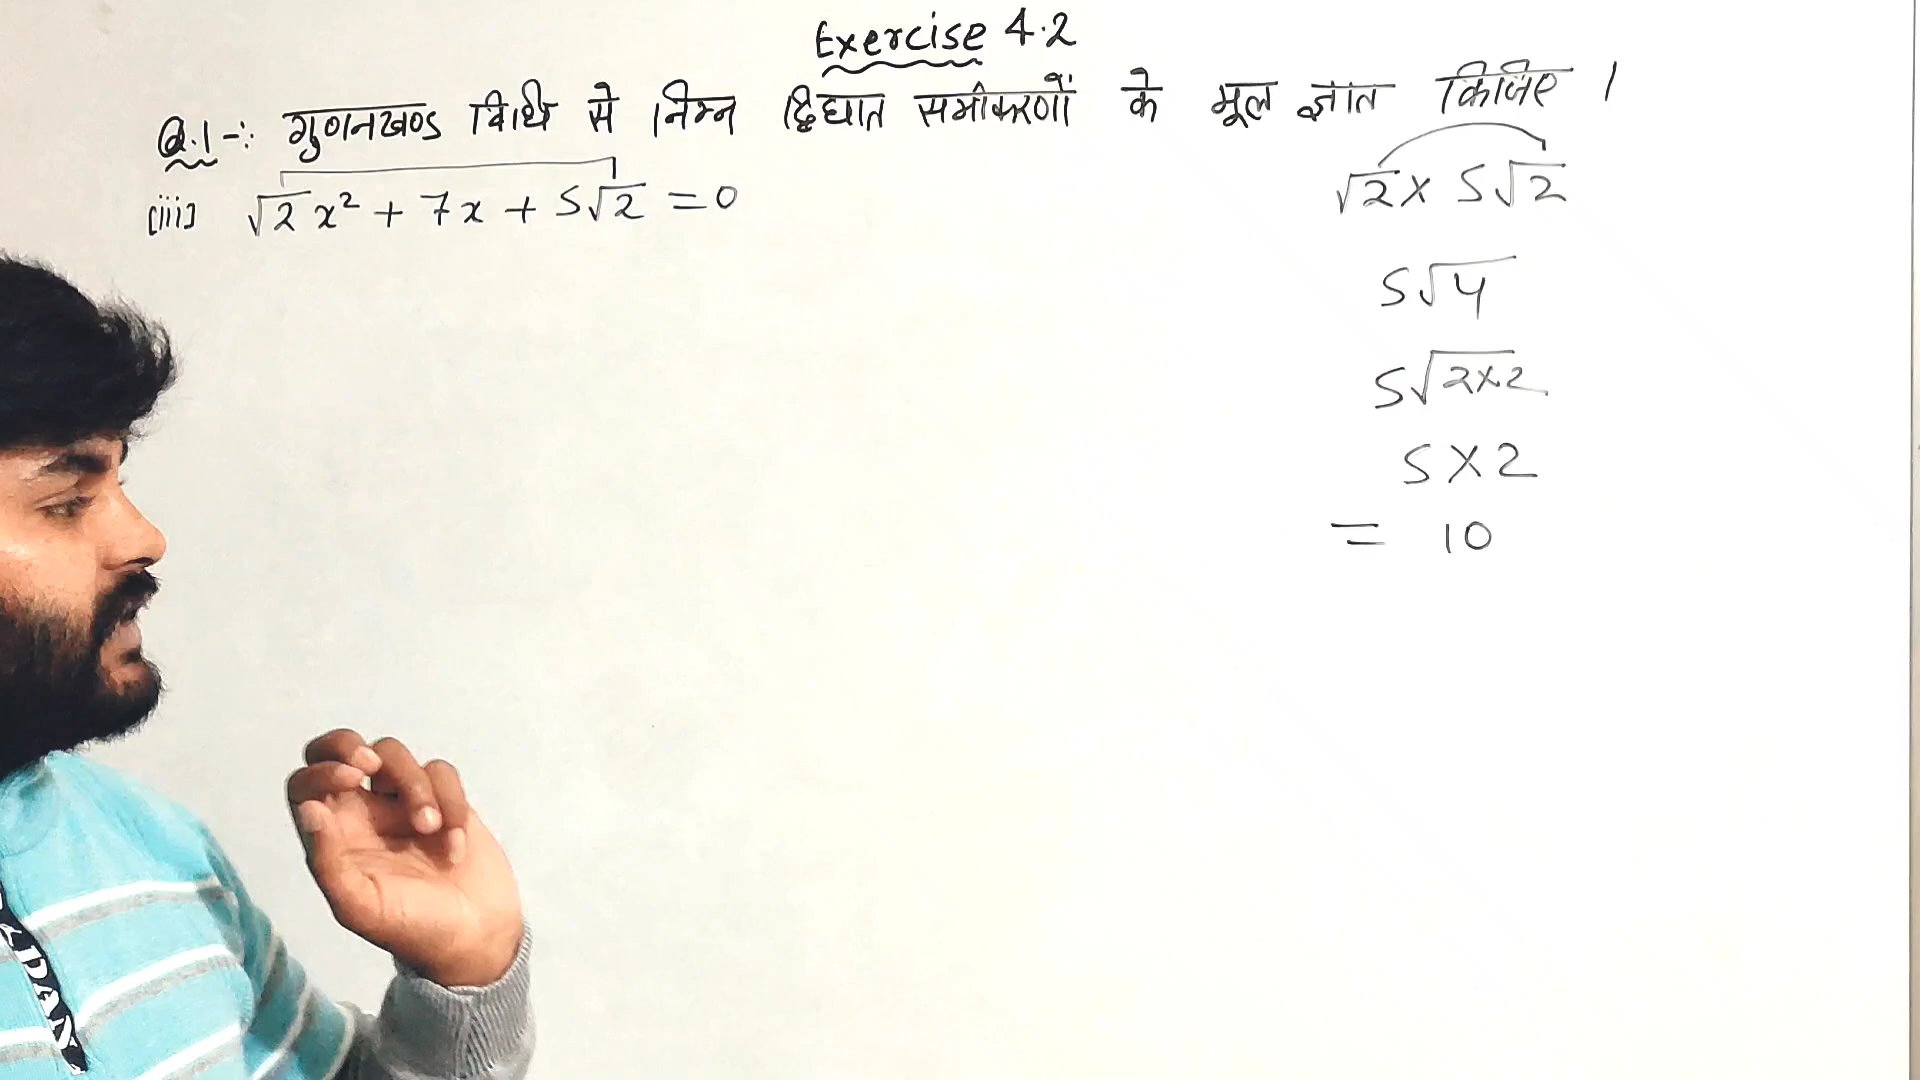 Exercise 4.2
Q.1 -: गुणनखण्ड विधि से निम्न द्विघात समीकरणों के मूल ज्ञात किजिए ।
(iii) √2 x² + 7x + 5√2 = 0
√2 × 5√2
5√4
5√2×2
5×2
= 10